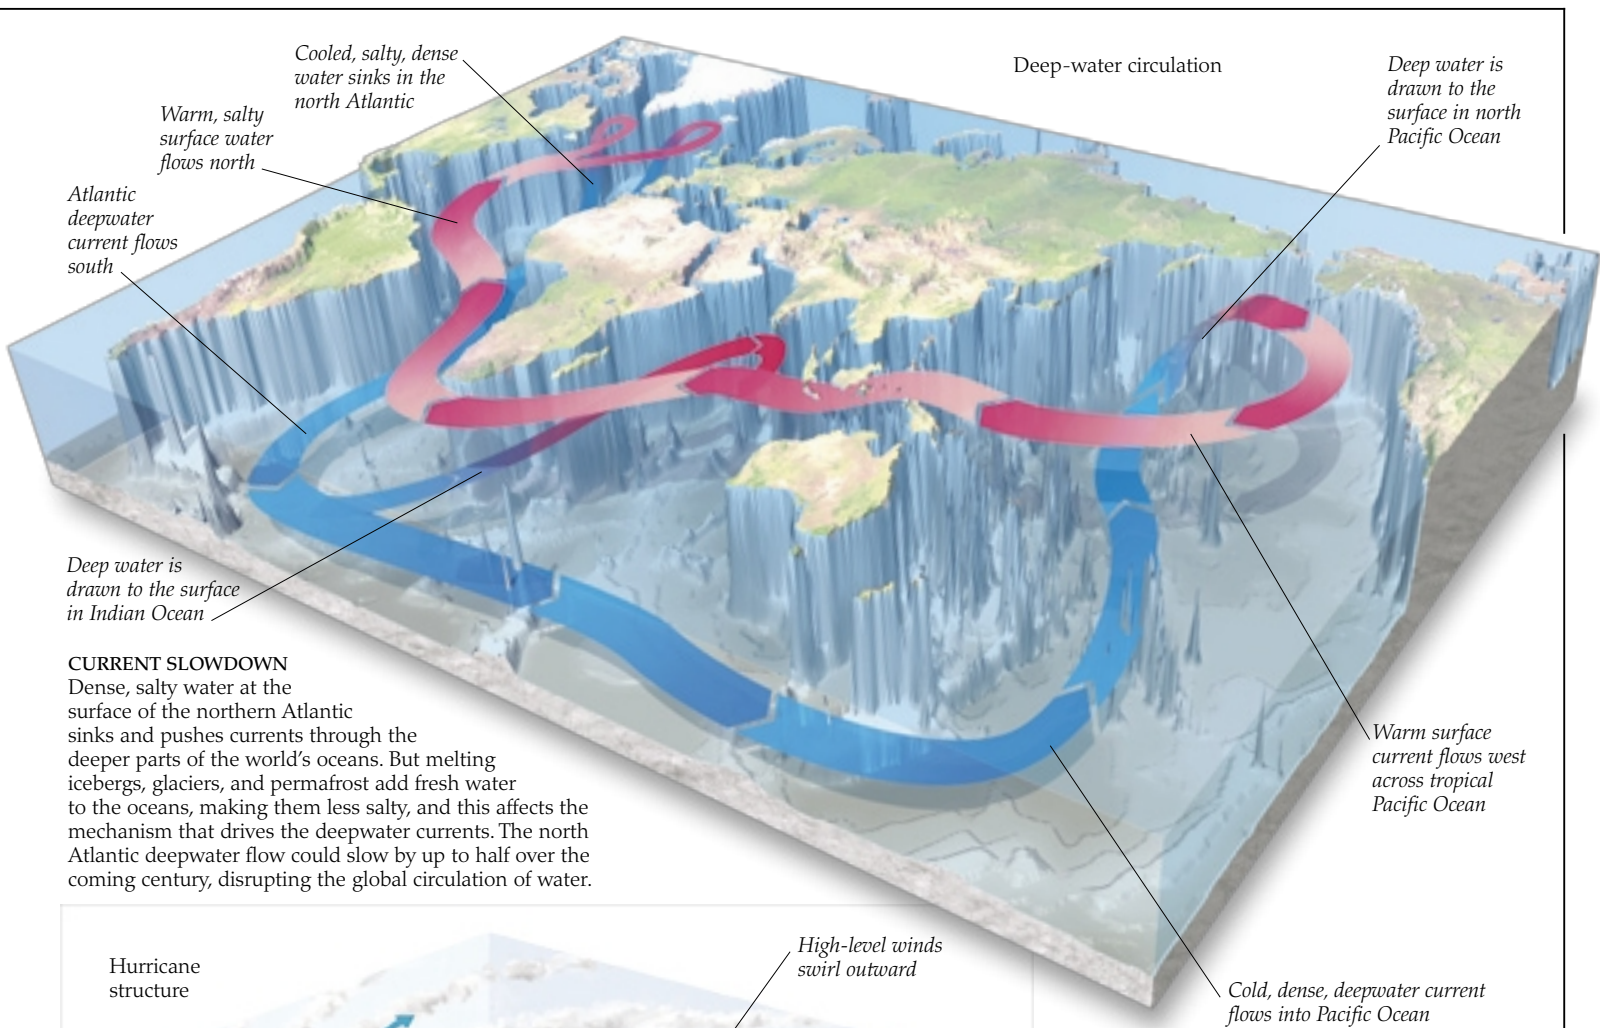 Deep-water circulation
Cooled, salty, dense
water sinks in the
north Atlantic
Warm, salty
surface water
flows north
Atlantic
deepwater
current flows
south
Deep water is
drawn to the
surface in north
Pacific Ocean
Deep water is
drawn to the surface
in Indian Ocean
Warm surface
current flows west
across tropical
Pacific Ocean
Cold, dense, deepwater current
flows into Pacific Ocean
CURRENT SLOWDOWN
Dense, salty water at the
surface of the northern Atlantic
sinks and pushes currents through the
deeper parts of the world's oceans. But melting
icebergs, glaciers, and permafrost add fresh water
to the oceans, making them less salty, and this affects the
mechanism that drives the deepwater currents. The north
Atlantic deepwater flow could slow by up to half over the
coming century, disrupting the global circulation of water.
Hurricane
structure
High-level winds
swirl outward